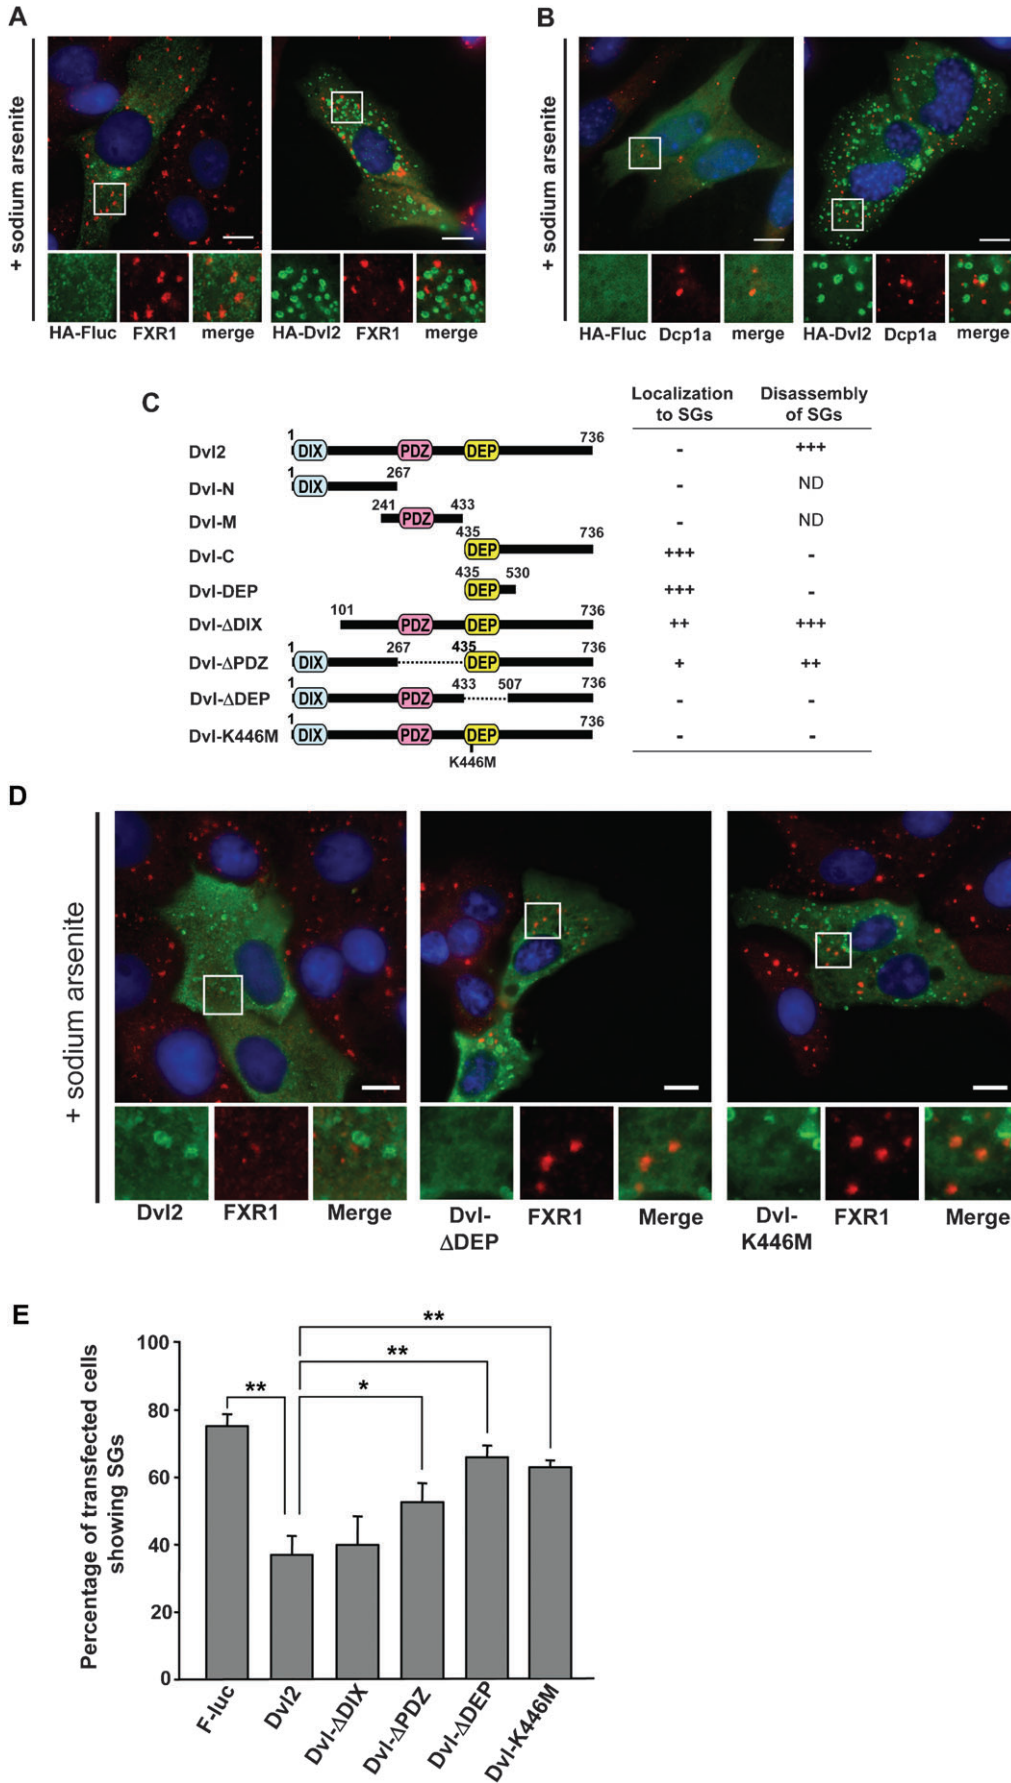 A
B
+ sodium arsenite
HA-Fluc FXR1 merge HA-Dvl2 FXR1 merge
+ sodium arsenite
HA-Fluc Dcp1a merge HA-Dvl2 Dcp1a merge
C
Localization to SGs
Disassembly of SGs
Dvl2 1 DIX PDZ DEP 736 - +++
Dvl-N 1 DIX 267 - ND
Dvl-M 241 PDZ 433 - ND
Dvl-C 435 DEP 736 +++ -
Dvl-DEP 435 DEP 530 +++ -
Dvl-ΔDIX 101 PDZ DEP 736 ++ +++
Dvl-ΔPDZ 1 DIX 267 435 DEP 736 + ++
Dvl-ΔDEP 1 DIX PDZ 433 507 736 - -
Dvl-K446M 1 DIX PDZ DEP 736 - -
K446M
D
+ sodium arsenite
Dvl2 FXR1 Merge
Dvl-ΔDEP FXR1 Merge
Dvl-K446M FXR1 Merge
E
Percentage of transfected cells
showing SGs
100
80
60
40
20
0
**
**
**
*
F-luc
Dvl2
Dvl-ΔDIX
Dvl-ΔPDZ
Dvl-ΔDEP
Dvl-K446M